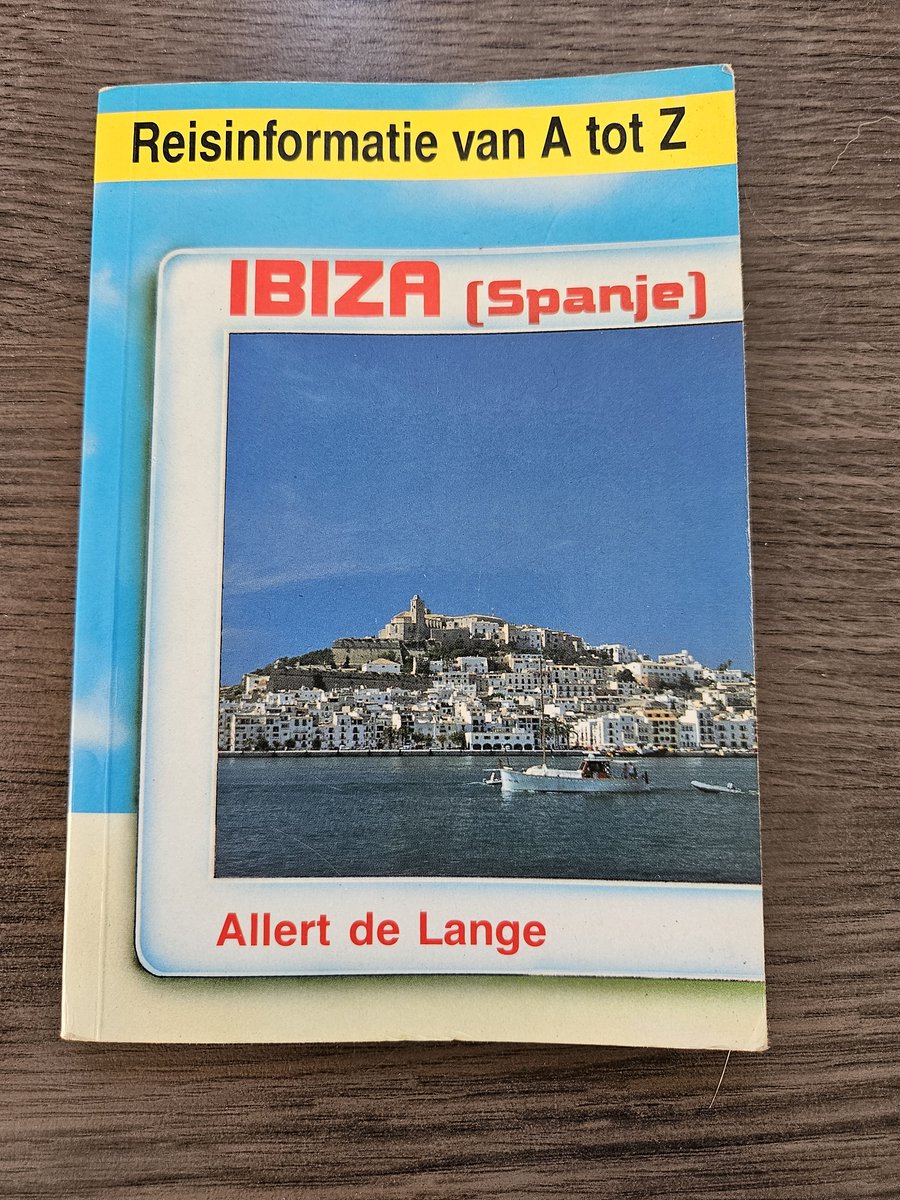 Reisinformatie van A tot Z
IBIZA (Spanje)
Allert de Lange